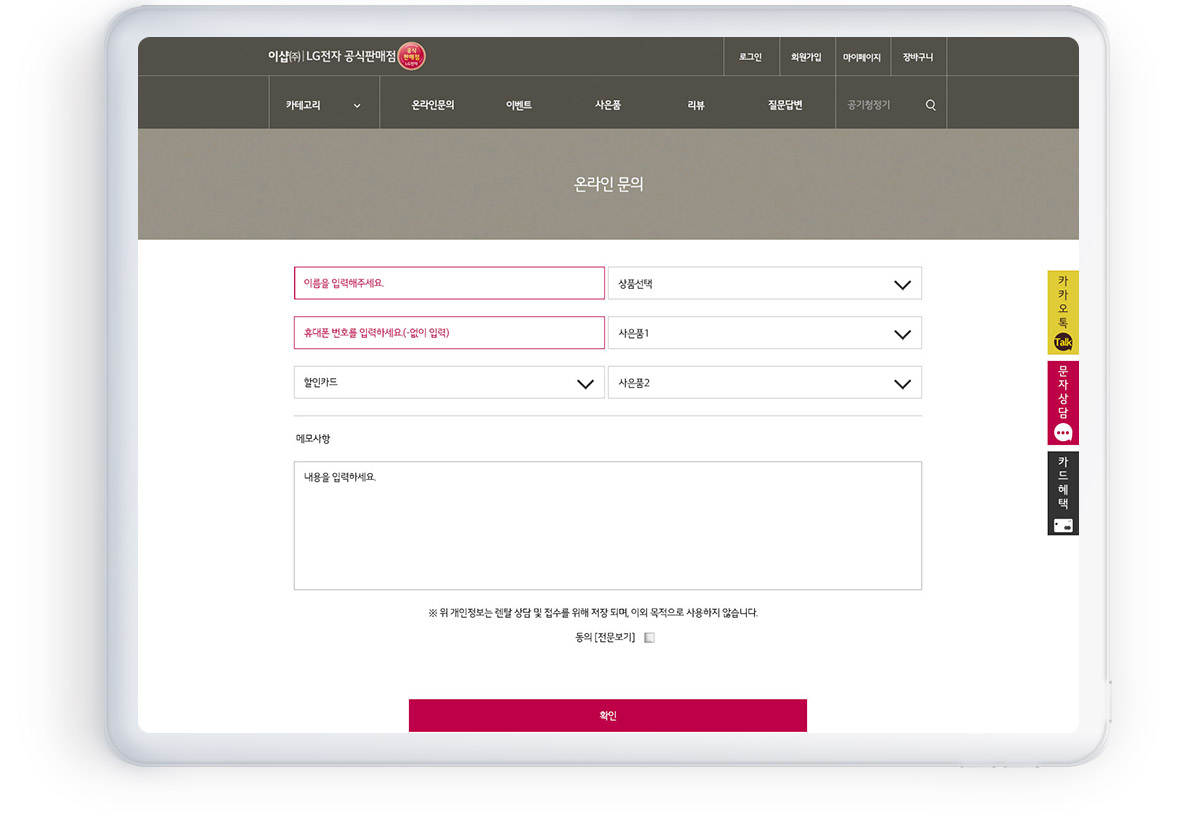 이샵(주)|LG전자 공식판매점
공식
판매점
LG전자
로그인 회원가입 마이페이지 장바구니
카테고리 온라인문의 이벤트 사은품 리뷰 질문답변 공기청정기
온라인 문의
이름을 입력해주세요. 상품선택
휴대폰 번호를 입력하세요.(-없이 입력) 사은품1
할인카드 사은품2
메모사항
내용을 입력하세요.
※ 위 개인정보는 렌탈 상담 및 접수를 위해 저장 되며, 이외 목적으로 사용하지 않습니다.
동의 [전문보기]
확인
카카오톡
Talk
문자상담
카드혜택